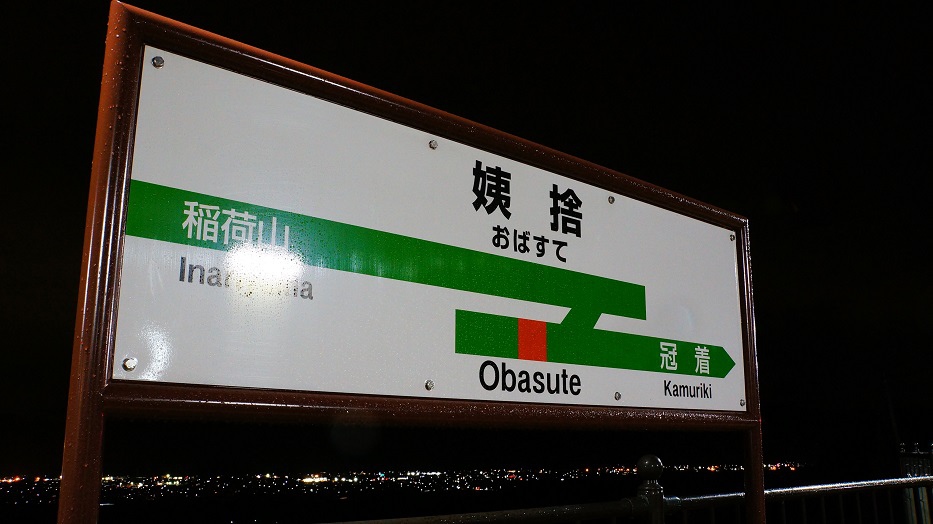 姨捨
おばすて
稲荷山
冠着
Obasute
Kamuriki